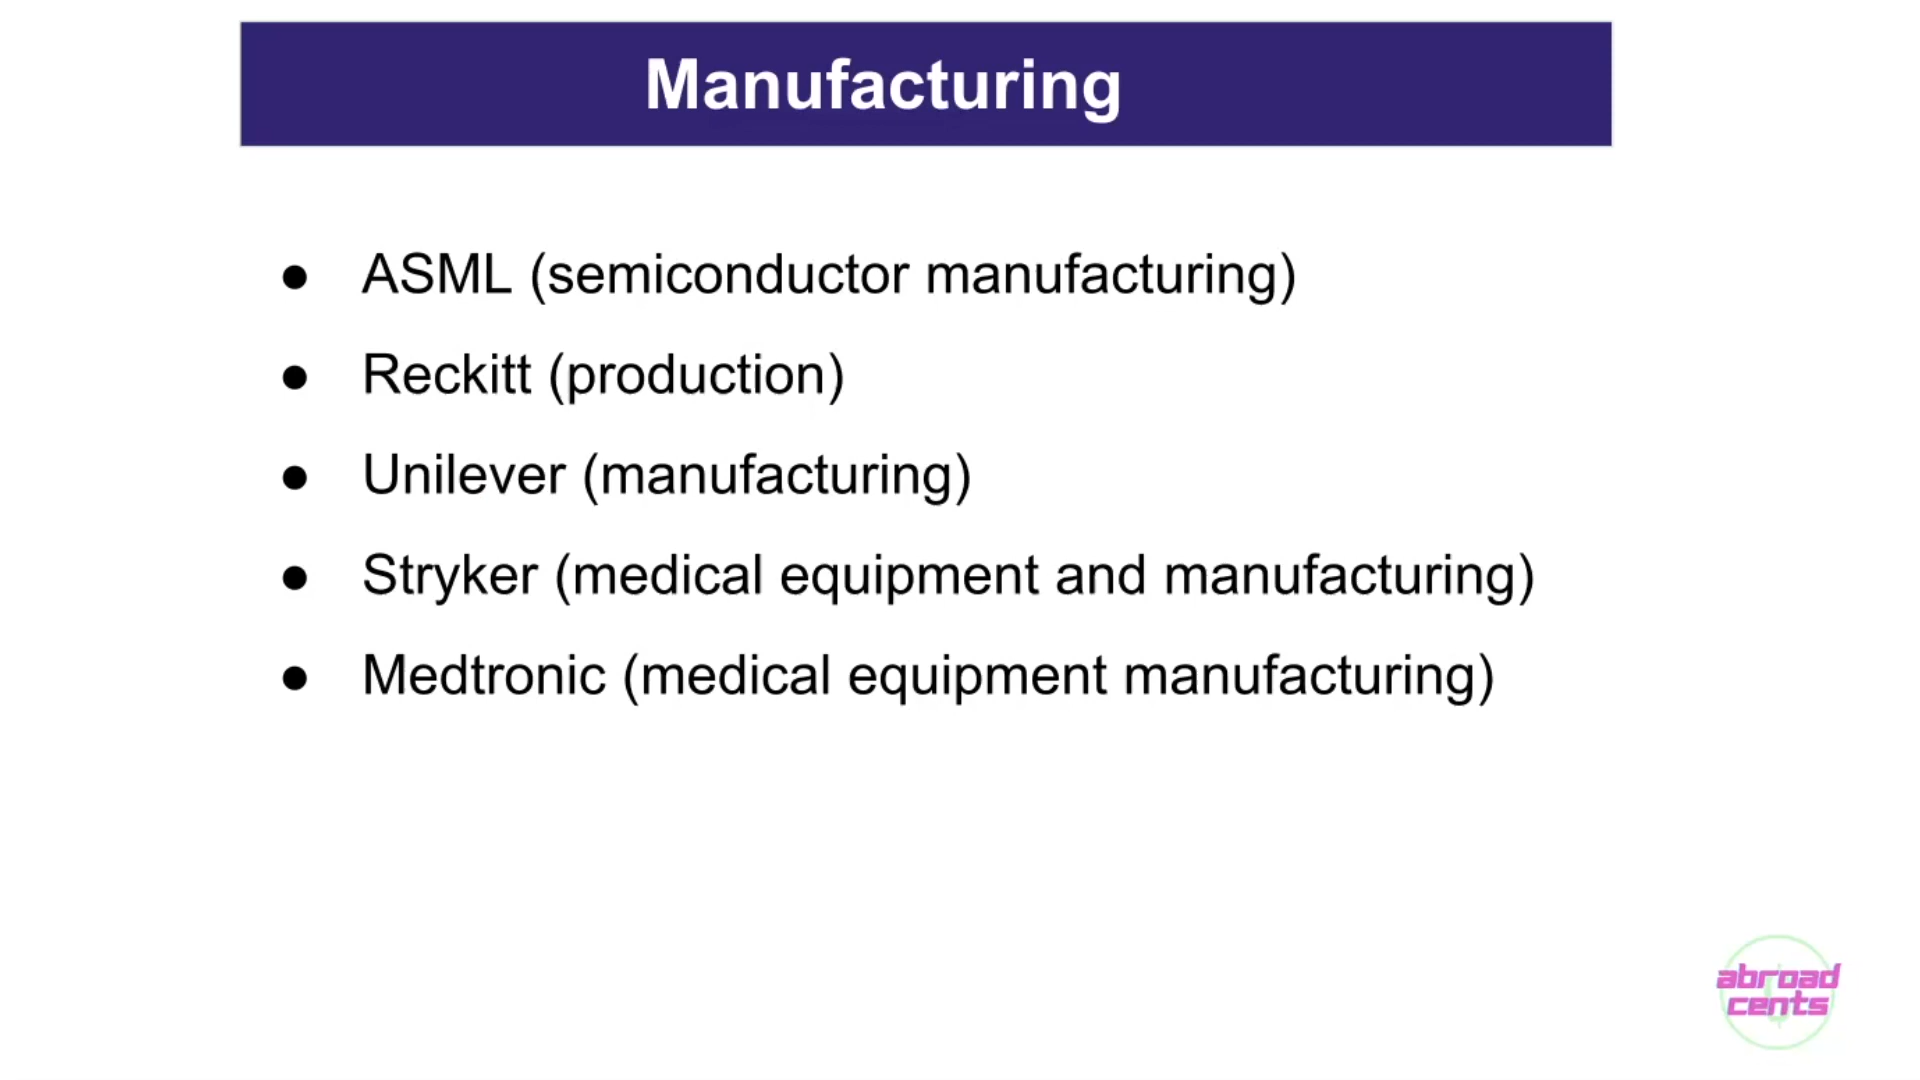 Manufacturing
● ASML (semiconductor manufacturing)
● Reckitt (production)
● Unilever (manufacturing)
● Stryker (medical equipment and manufacturing)
● Medtronic (medical equipment manufacturing)
abroad
cents